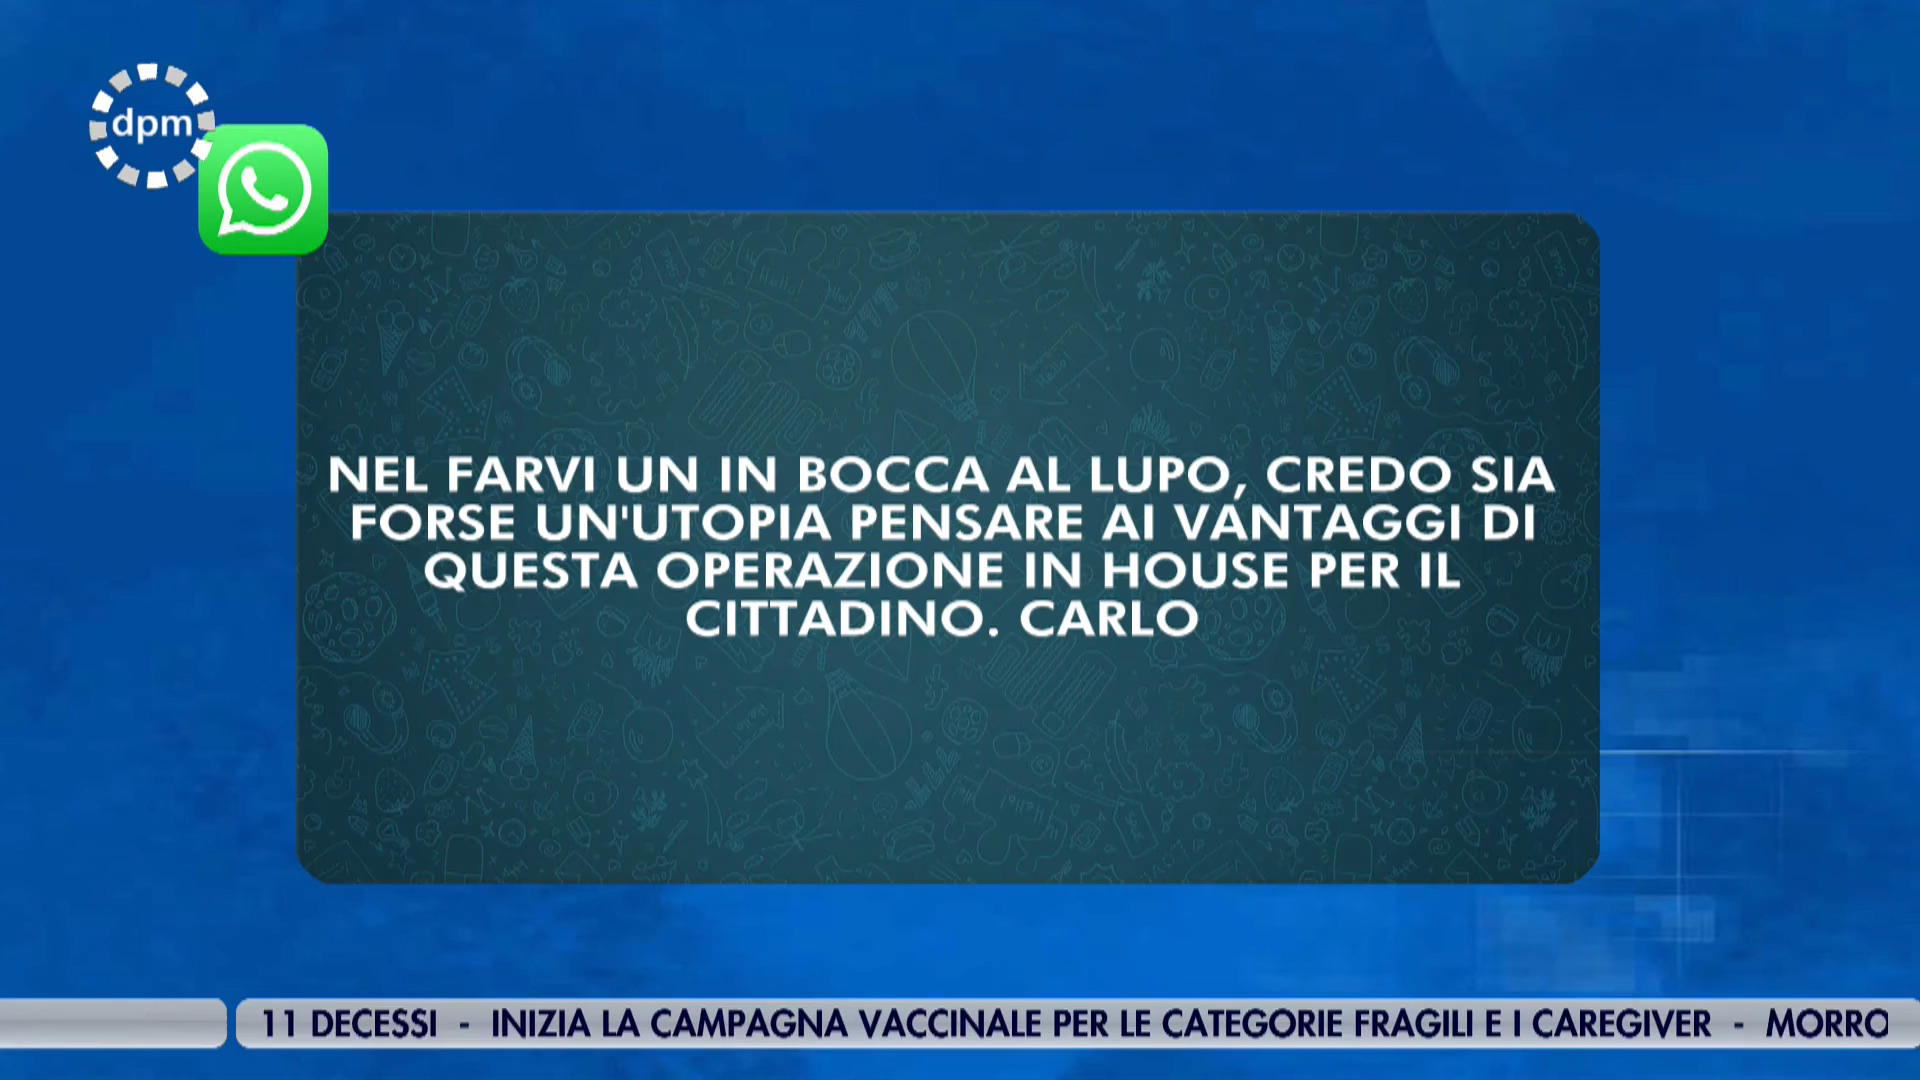 dpm
NEL FARVI UN IN BOCCA AL LUPO, CREDO SIA
FORSE UN'UTOPIA PENSARE AI VANTAGGI DI
QUESTA OPERAZIONE IN HOUSE PER IL
CITTADINO. CARLO
11 DECESSI - INIZIA LA CAMPAGNA VACCINALE PER LE CATEGORIE FRAGILI E I CAREGIVER - MORRO